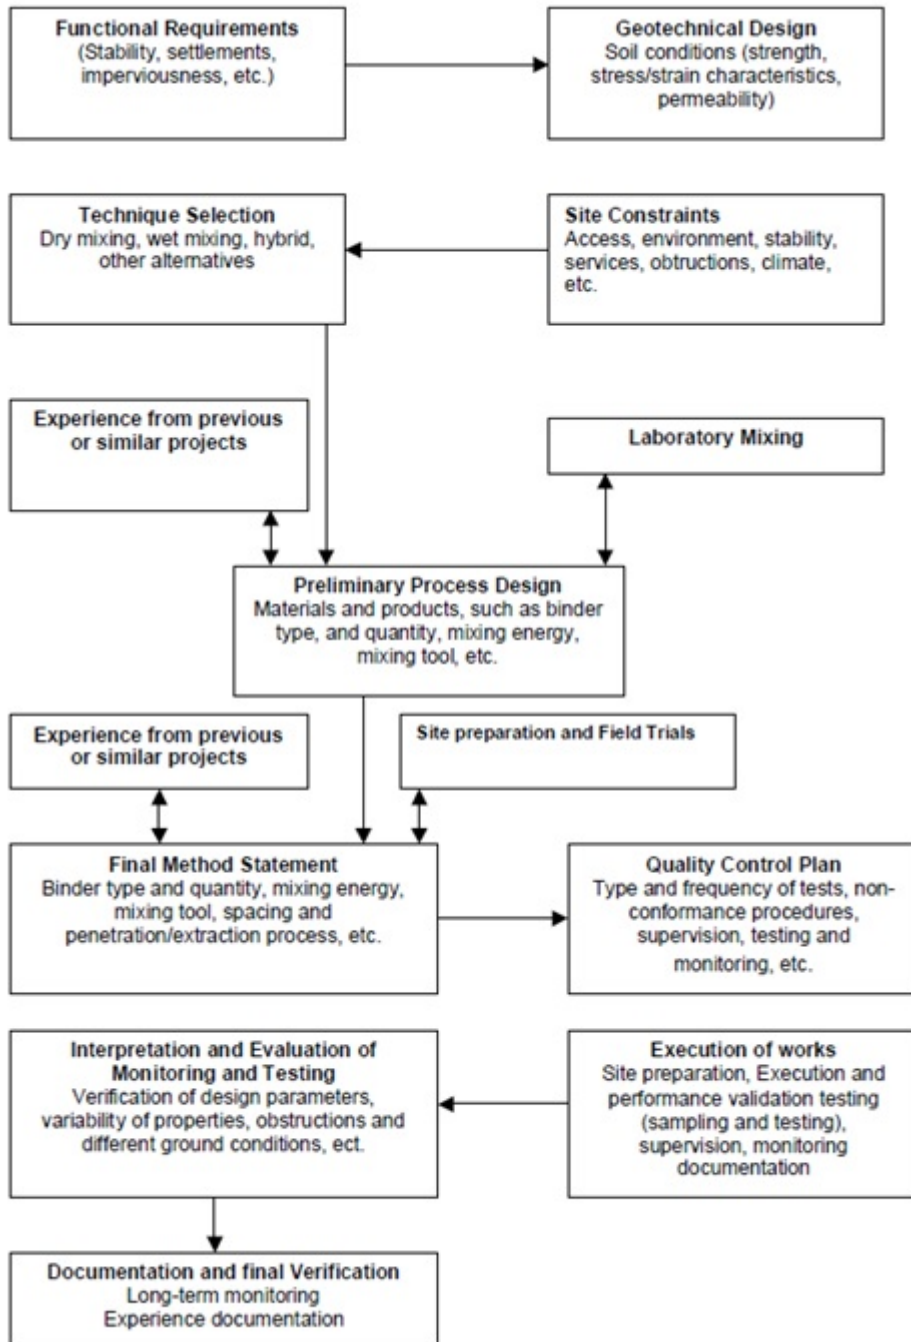 Functional Requirements
(Stability, settlements,
imperviousness, etc.)
Geotechnical Design
Soil conditions (strength,
stress/strain characteristics,
permeability)
Technique Selection
Dry mixing, wet mixing, hybrid,
other alternatives
Site Constraints
Access, environment, stability,
services, obtructions, climate,
etc.
Experience from previous
or similar projects
Laboratory Mixing
Preliminary Process Design
Materials and products, such as binder
type, and quantity, mixing energy,
mixing tool, etc.
Experience from previous
or similar projects
Site preparation and Field Trials
Final Method Statement
Binder type and quantity, mixing energy,
mixing tool, spacing and
penetration/extraction process, etc.
Quality Control Plan
Type and frequency of tests, non-
conformance procedures,
supervision, testing and
monitoring, etc.
Interpretation and Evaluation of
Monitoring and Testing
Verification of design parameters,
variability of properties, obstructions and
different ground conditions, ect.
Execution of works
Site preparation, Execution and
performance validation testing
(sampling and testing),
supervision, monitoring
documentation
Documentation and final Verification
Long-term monitoring
Experience documentation